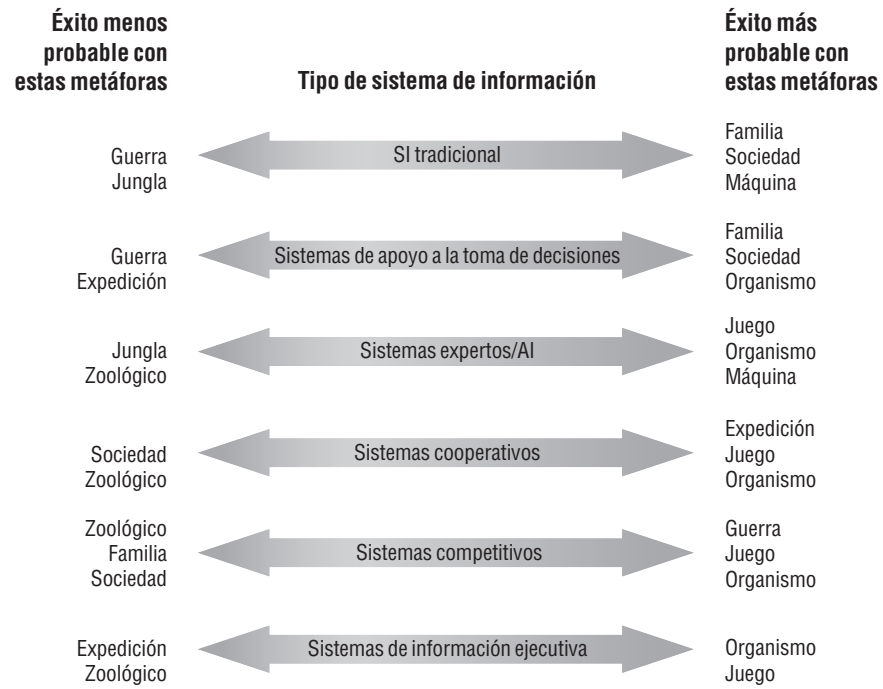 Éxito menos
probable con
estas metáforas
Tipo de sistema de información
Éxito más
probable con
estas metáforas
Guerra
Jungla
SI tradicional
Familia
Sociedad
Máquina
Guerra
Expedición
Sistemas de apoyo a la toma de decisiones
Familia
Sociedad
Organismo
Jungla
Zoológico
Sistemas expertos/AI
Juego
Organismo
Máquina
Sociedad
Zoológico
Sistemas cooperativos
Expedición
Juego
Organismo
Zoológico
Familia
Sociedad
Sistemas competitivos
Guerra
Juego
Organismo
Expedición
Zoológico
Sistemas de información ejecutiva
Organismo
Juego